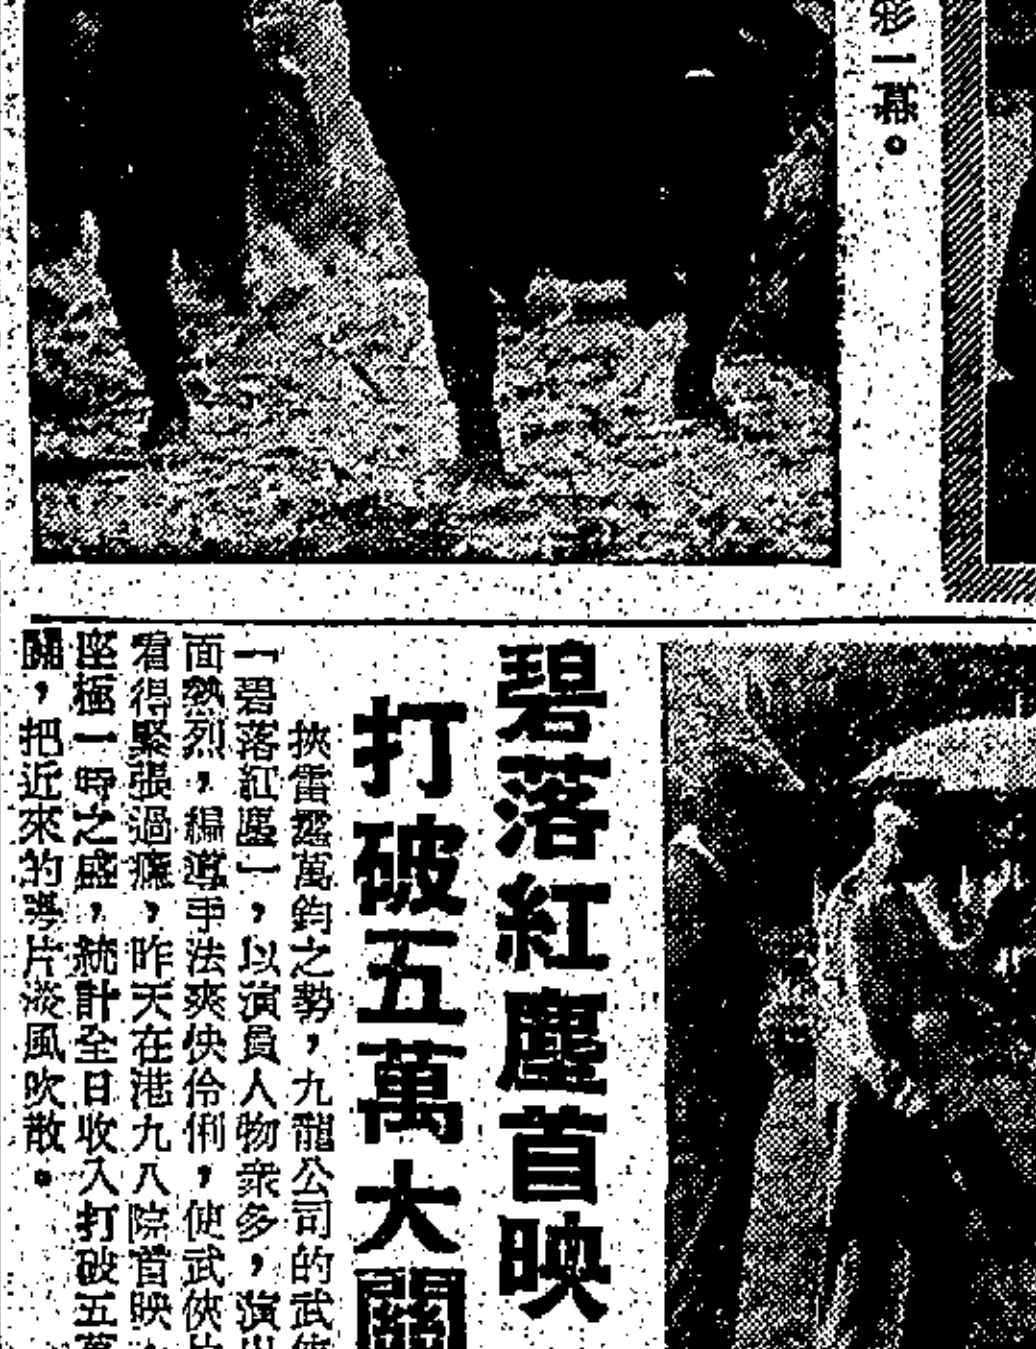 彩一幕。
碧落紅塵首映
打破五萬大關
挾雷霆萬鈞之勢，九龍公司的武俠
「碧落紅塵」，以演員人物衆多，演出
面熱烈，編導手法爽快伶俐，使武俠片
看得緊張過癮，昨天在港九八院首映，
座極一時之盛，統計全日收入打破五萬
關，把近來的港片淡風吹散。